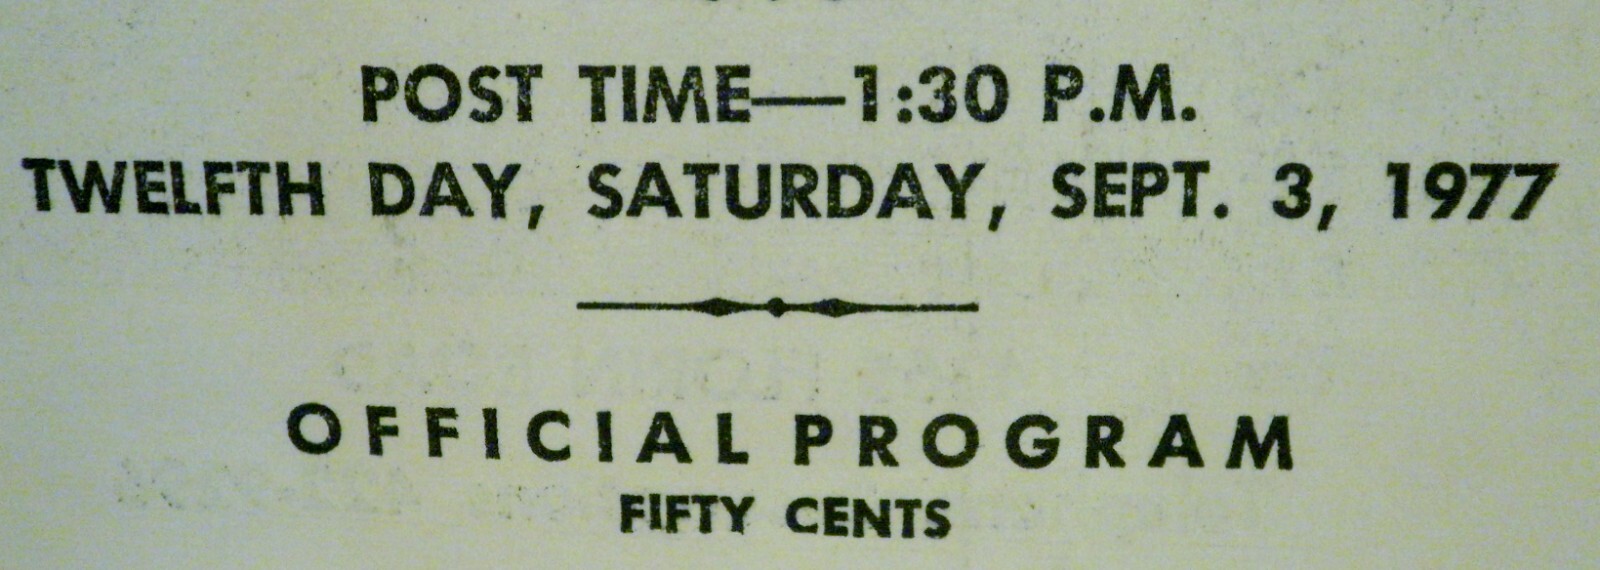 POST TIME—1:30 P.M.
TWELFTH DAY, SATURDAY, SEPT. 3, 1977
OFFICIAL PROGRAM
FIFTY CENTS